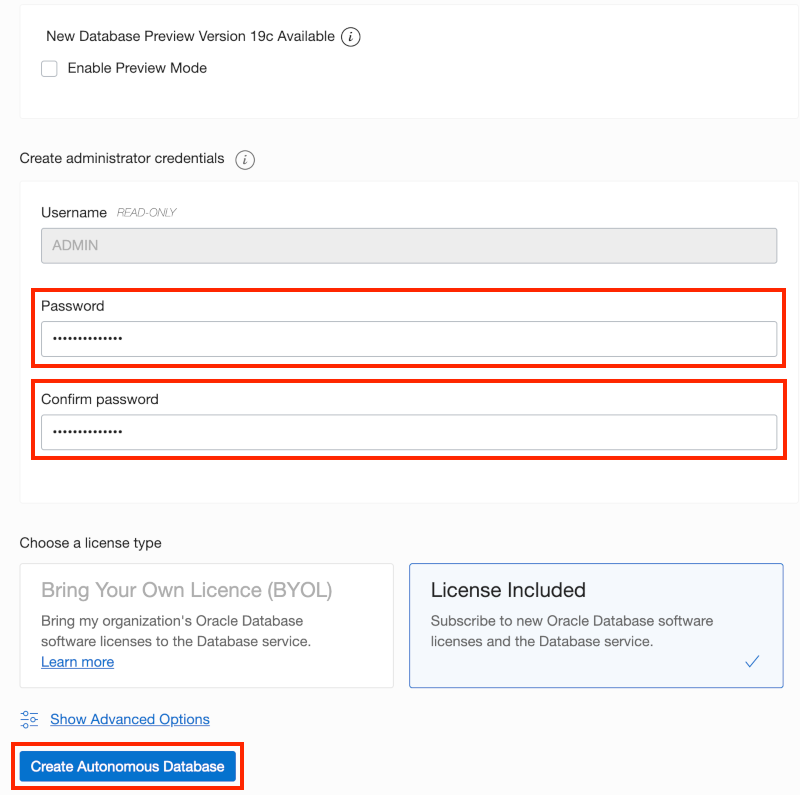 New Database Preview Version 19c Available
Enable Preview Mode
Create administrator credentials
Username READ-ONLY
ADMIN
Password
••••••••••••••
Confirm password
••••••••••••••
Choose a license type
Bring Your Own Licence (BYOL)
Bring my organization's Oracle Database
software licenses to the Database service.
Learn more
License Included
Subscribe to new Oracle Database software
licenses and the Database service.
Show Advanced Options
Create Autonomous Database